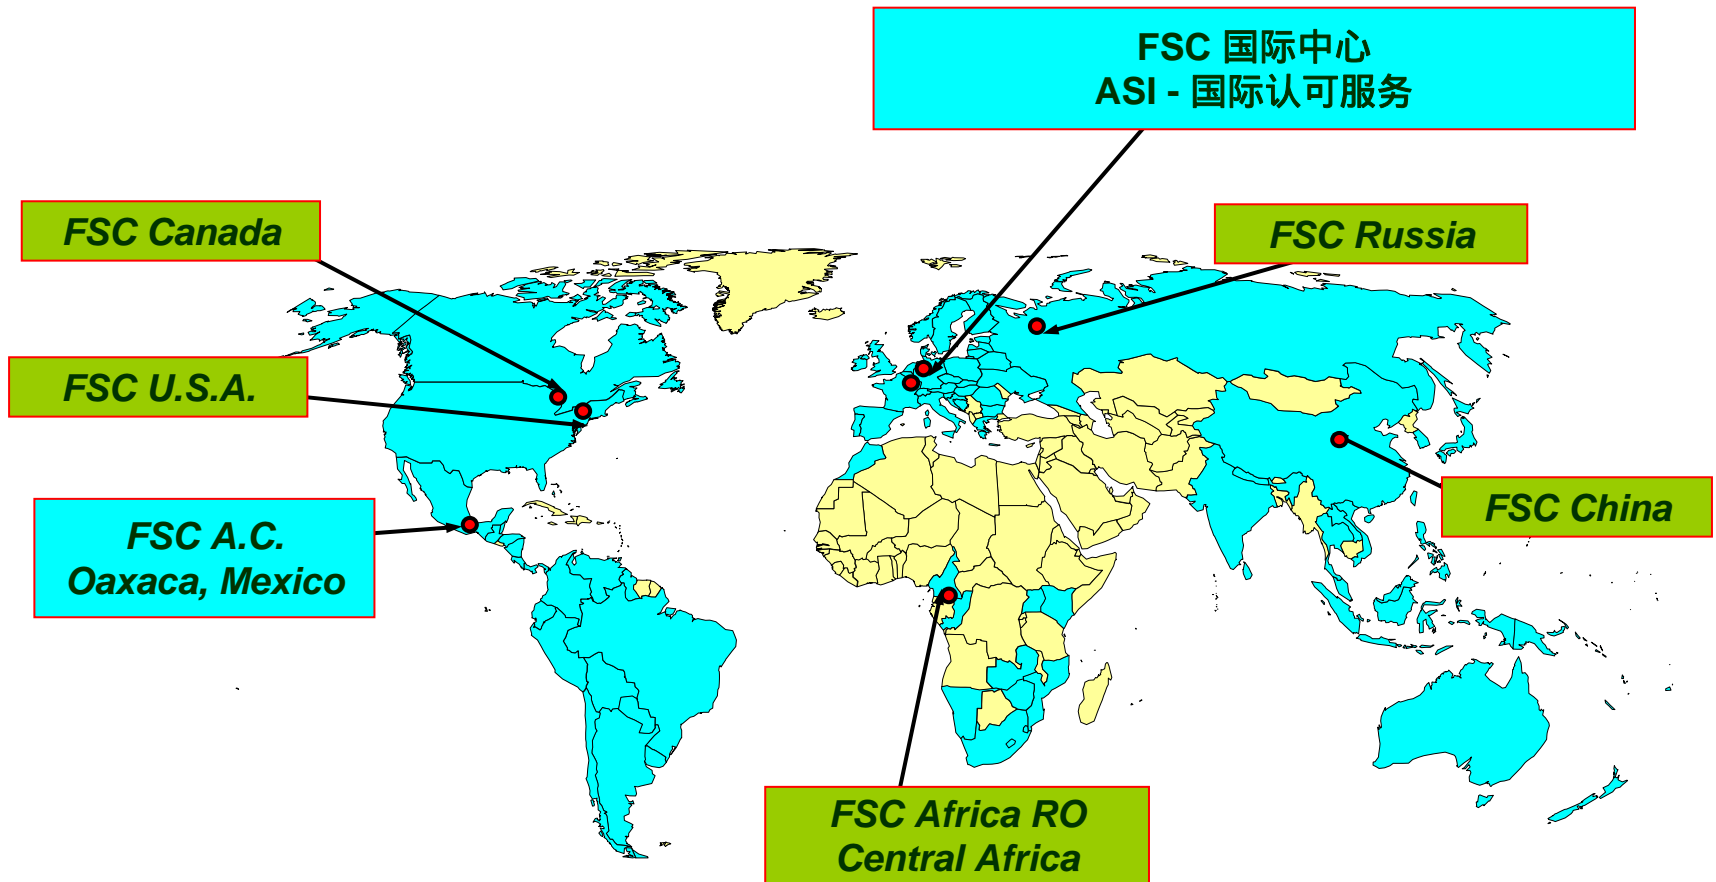 FSC 国际中心
ASI - 国际认可服务
FSC Canada
FSC Russia
FSC U.S.A.
FSC China
FSC A.C.
Oaxaca, Mexico
FSC Africa RO
Central Africa